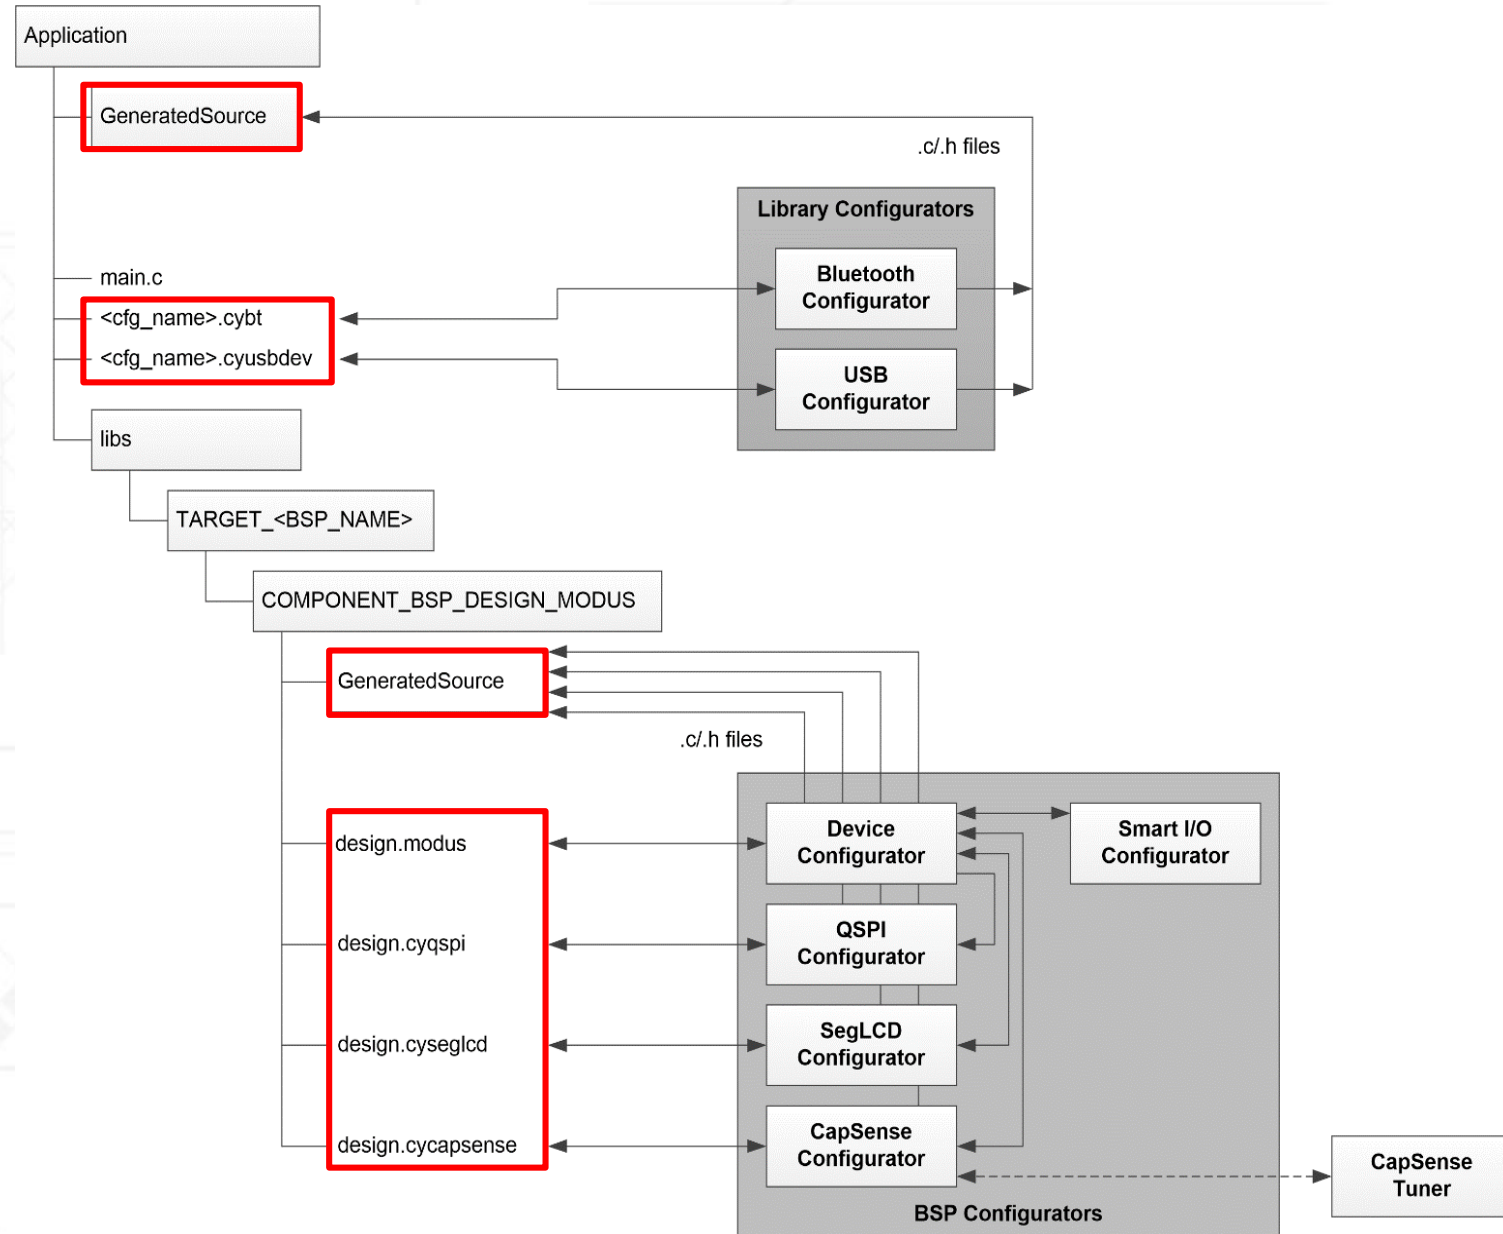 Application
GeneratedSource
.c/.h files
Library Configurators
Bluetooth
Configurator
main.c
<cfg_name>.cybt
<cfg_name>.cyusbdev
USB
Configurator
libs
TARGET_<BSP_NAME>
COMPONENT_BSP_DESIGN_MODUS
GeneratedSource
.c/.h files
design.modus
Device
Configurator
Smart I/O
Configurator
design.cyqspi
QSPI
Configurator
design.cyseglcd
SegLCD
Configurator
design.cycapsense
CapSense
Configurator
CapSense
Tuner
BSP Configurators